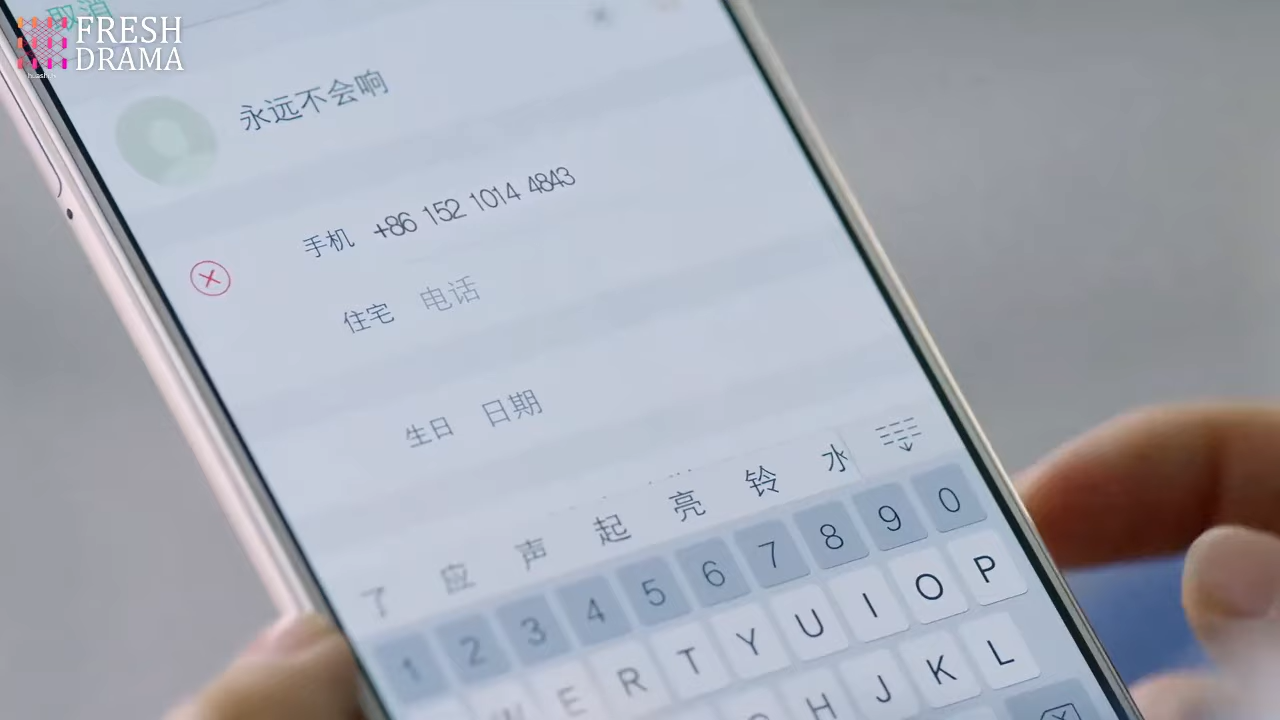 取消
FRESH
DRAMA
永远不会响
手机 +86 152 1014 4843
住宅 电话
生日 日期
了 应 声 起 亮 铃 水
1 2 3 4 5 6 7 8 9 0
W E R T Y U I O P
H J K L